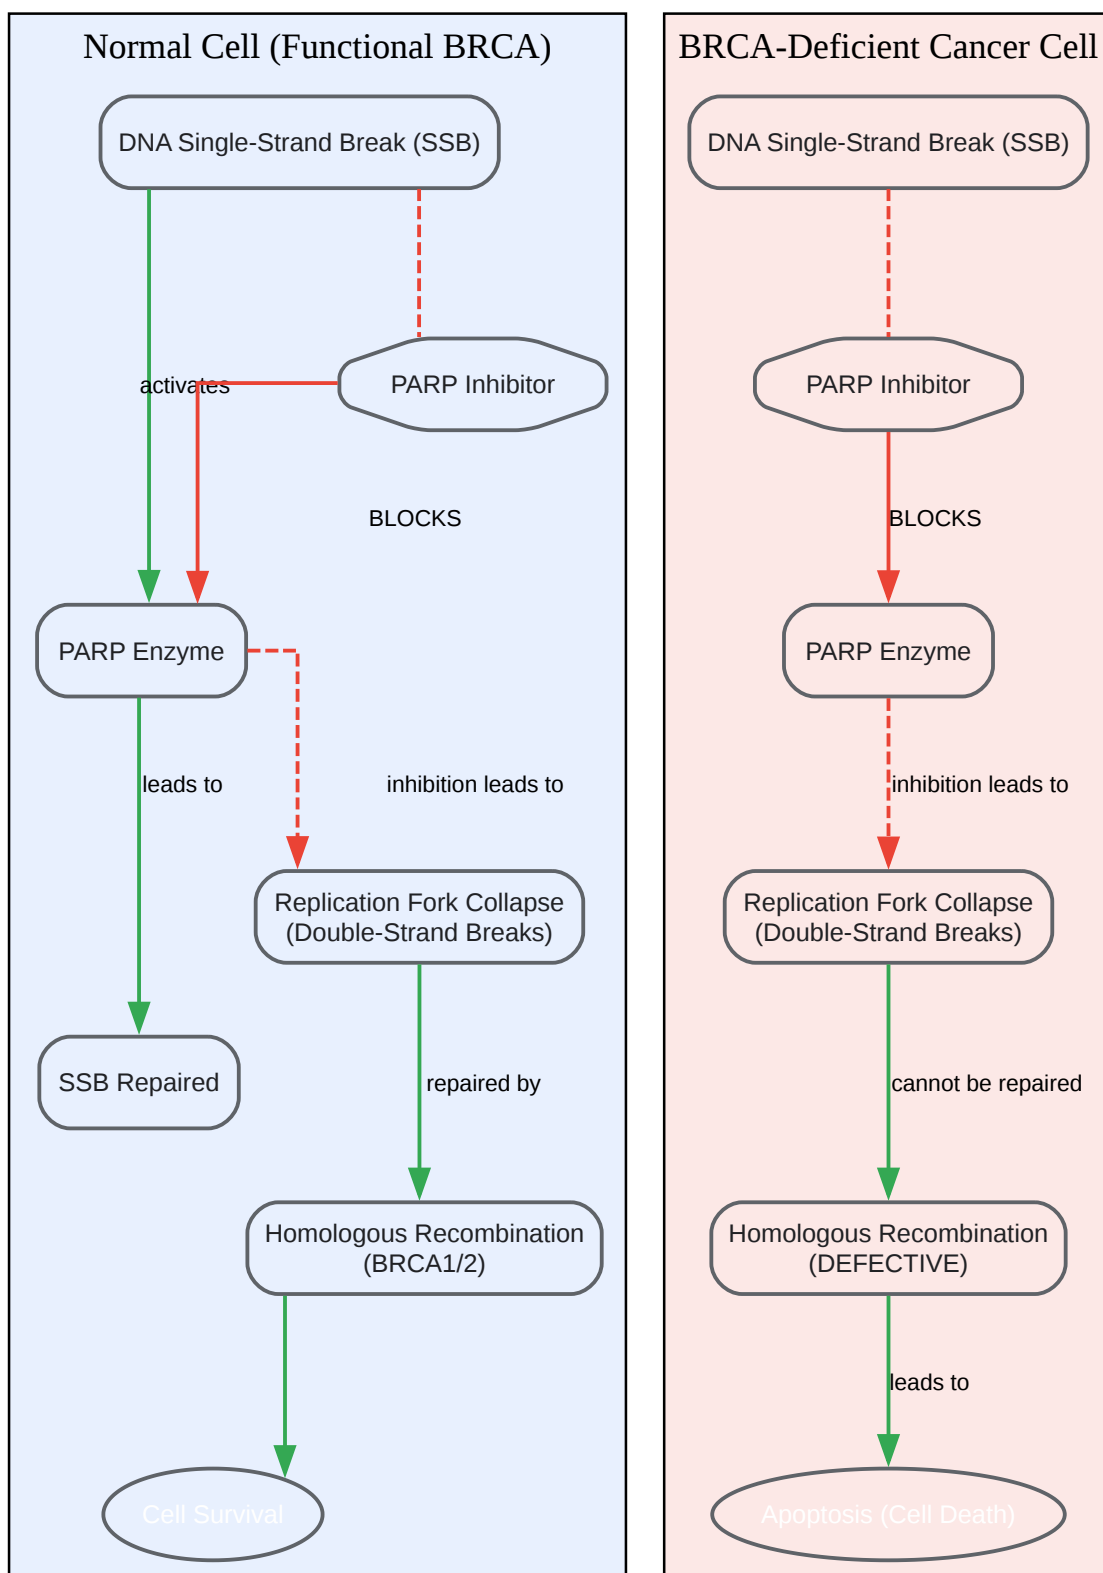 Normal Cell (Functional BRCA)
DNA Single-Strand Break (SSB)
activates
PARP Inhibitor
BLOCKS
PARP Enzyme
leads to
inhibition leads to
Replication Fork Collapse
(Double-Strand Breaks)
SSB Repaired
repaired by
Homologous Recombination
(BRCA1/2)
Cell Survival
BRCA-Deficient Cancer Cell
DNA Single-Strand Break (SSB)
PARP Inhibitor
BLOCKS
PARP Enzyme
inhibition leads to
Replication Fork Collapse
(Double-Strand Breaks)
cannot be repaired
Homologous Recombination
(DEFECTIVE)
leads to
Apoptosis (Cell Death)